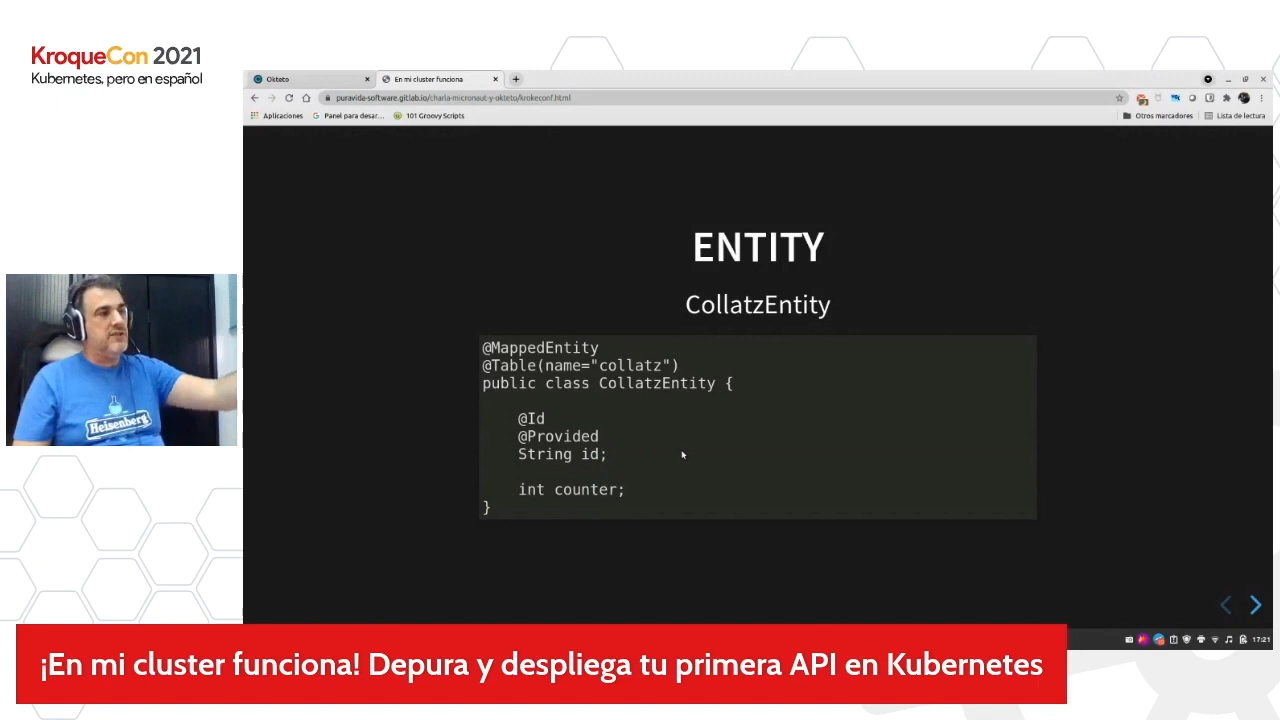 KroqueCon 2021
Kubernetes, pero en español
Okteto
En mi cluster funciona
puravida-software.gitlab.io/charla-micronaut-y-okteto/krokeconf.html
Aplicaciones
Panel para desar...
101 Groovy Scripts
Otros marcadores
Lista de lectura
ENTITY
CollatzEntity
@MappedEntity
@Table(name="collatz")
public class CollatzEntity {
@Id
@Provided
String id;
int counter;
}
Heisenberg
17:21
¡En mi cluster funciona! Depura y despliega tu primera API en Kubernetes